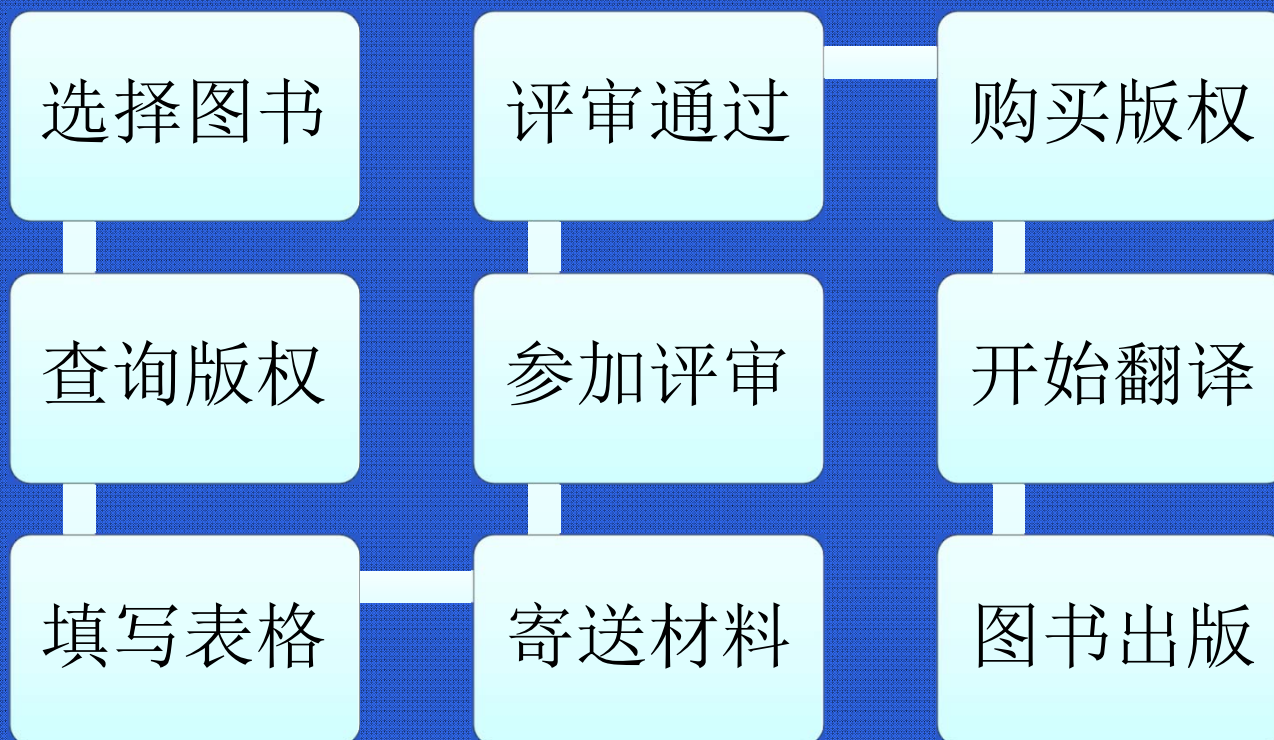 选择图书
查询版权
填写表格
寄送材料
参加评审
评审通过
购买版权
开始翻译
图书出版